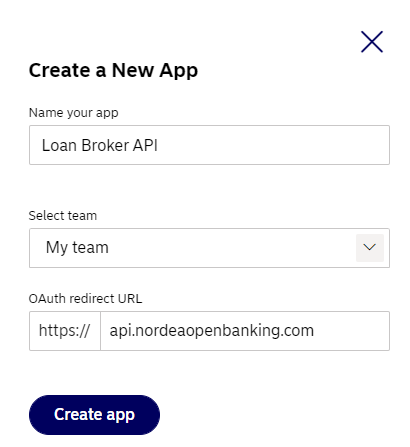 Create a New App
Name your app
Loan Broker API
Select team
My team
OAuth redirect URL
https:// api.nordeaopenbanking.com
Create app